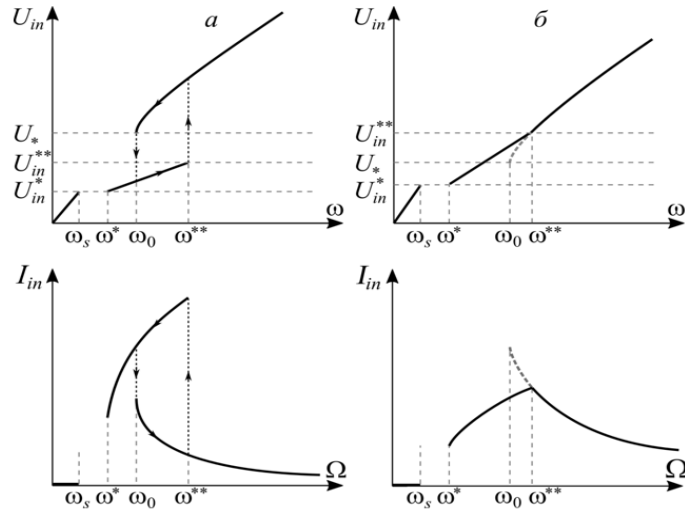 U_in а U_in б
U_*
U_in^**
U_in^*
U_in^**
U_*
U_in^*
ω ω
ω_s ω^* ω_0 ω^** ω_s ω^* ω_0 ω^**
I_in I_in
Ω Ω
ω_s ω^* ω_0 ω^** ω_s ω^* ω_0 ω^**